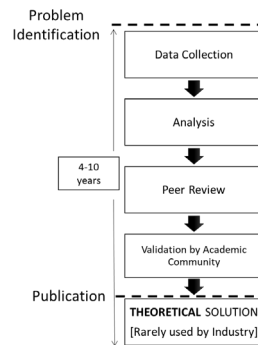 Problem
Identification
Data Collection
Analysis
4-10
years
Peer Review
Validation by Academic
Community
Publication
THEORETICAL SOLUTION
[Rarely used by Industry]